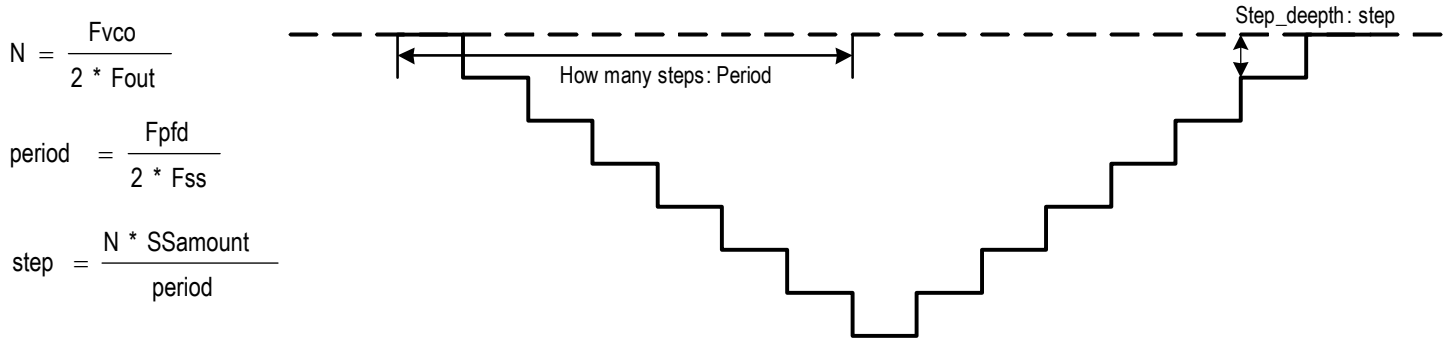 N = Fvco / 2 * Fout
period = Fpfd / 2 * Fss
step = N * SSamount / period
How many steps: Period
Step_deepth: step